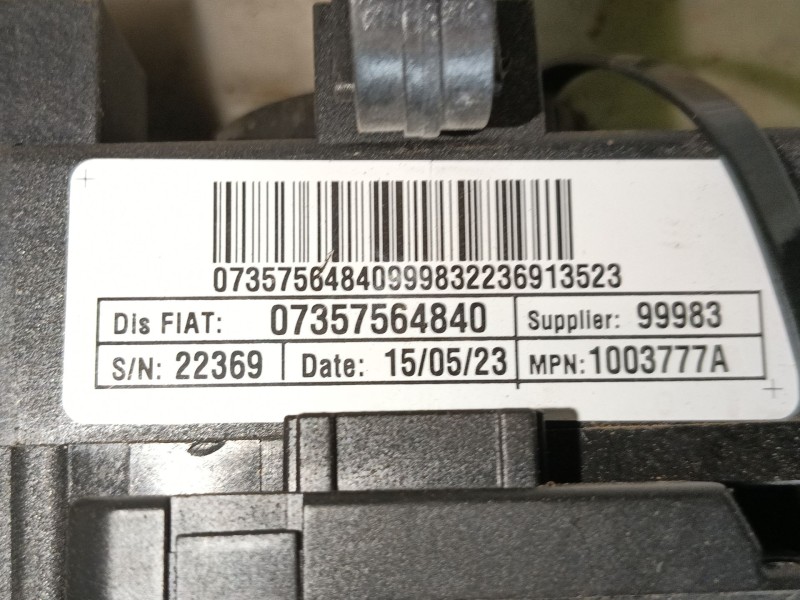 07357564840999832236913523
Dis FIAT: 07357564840 Supplier: 99983
S/N: 22369 Date: 15/05/23 MPN: 1003777A